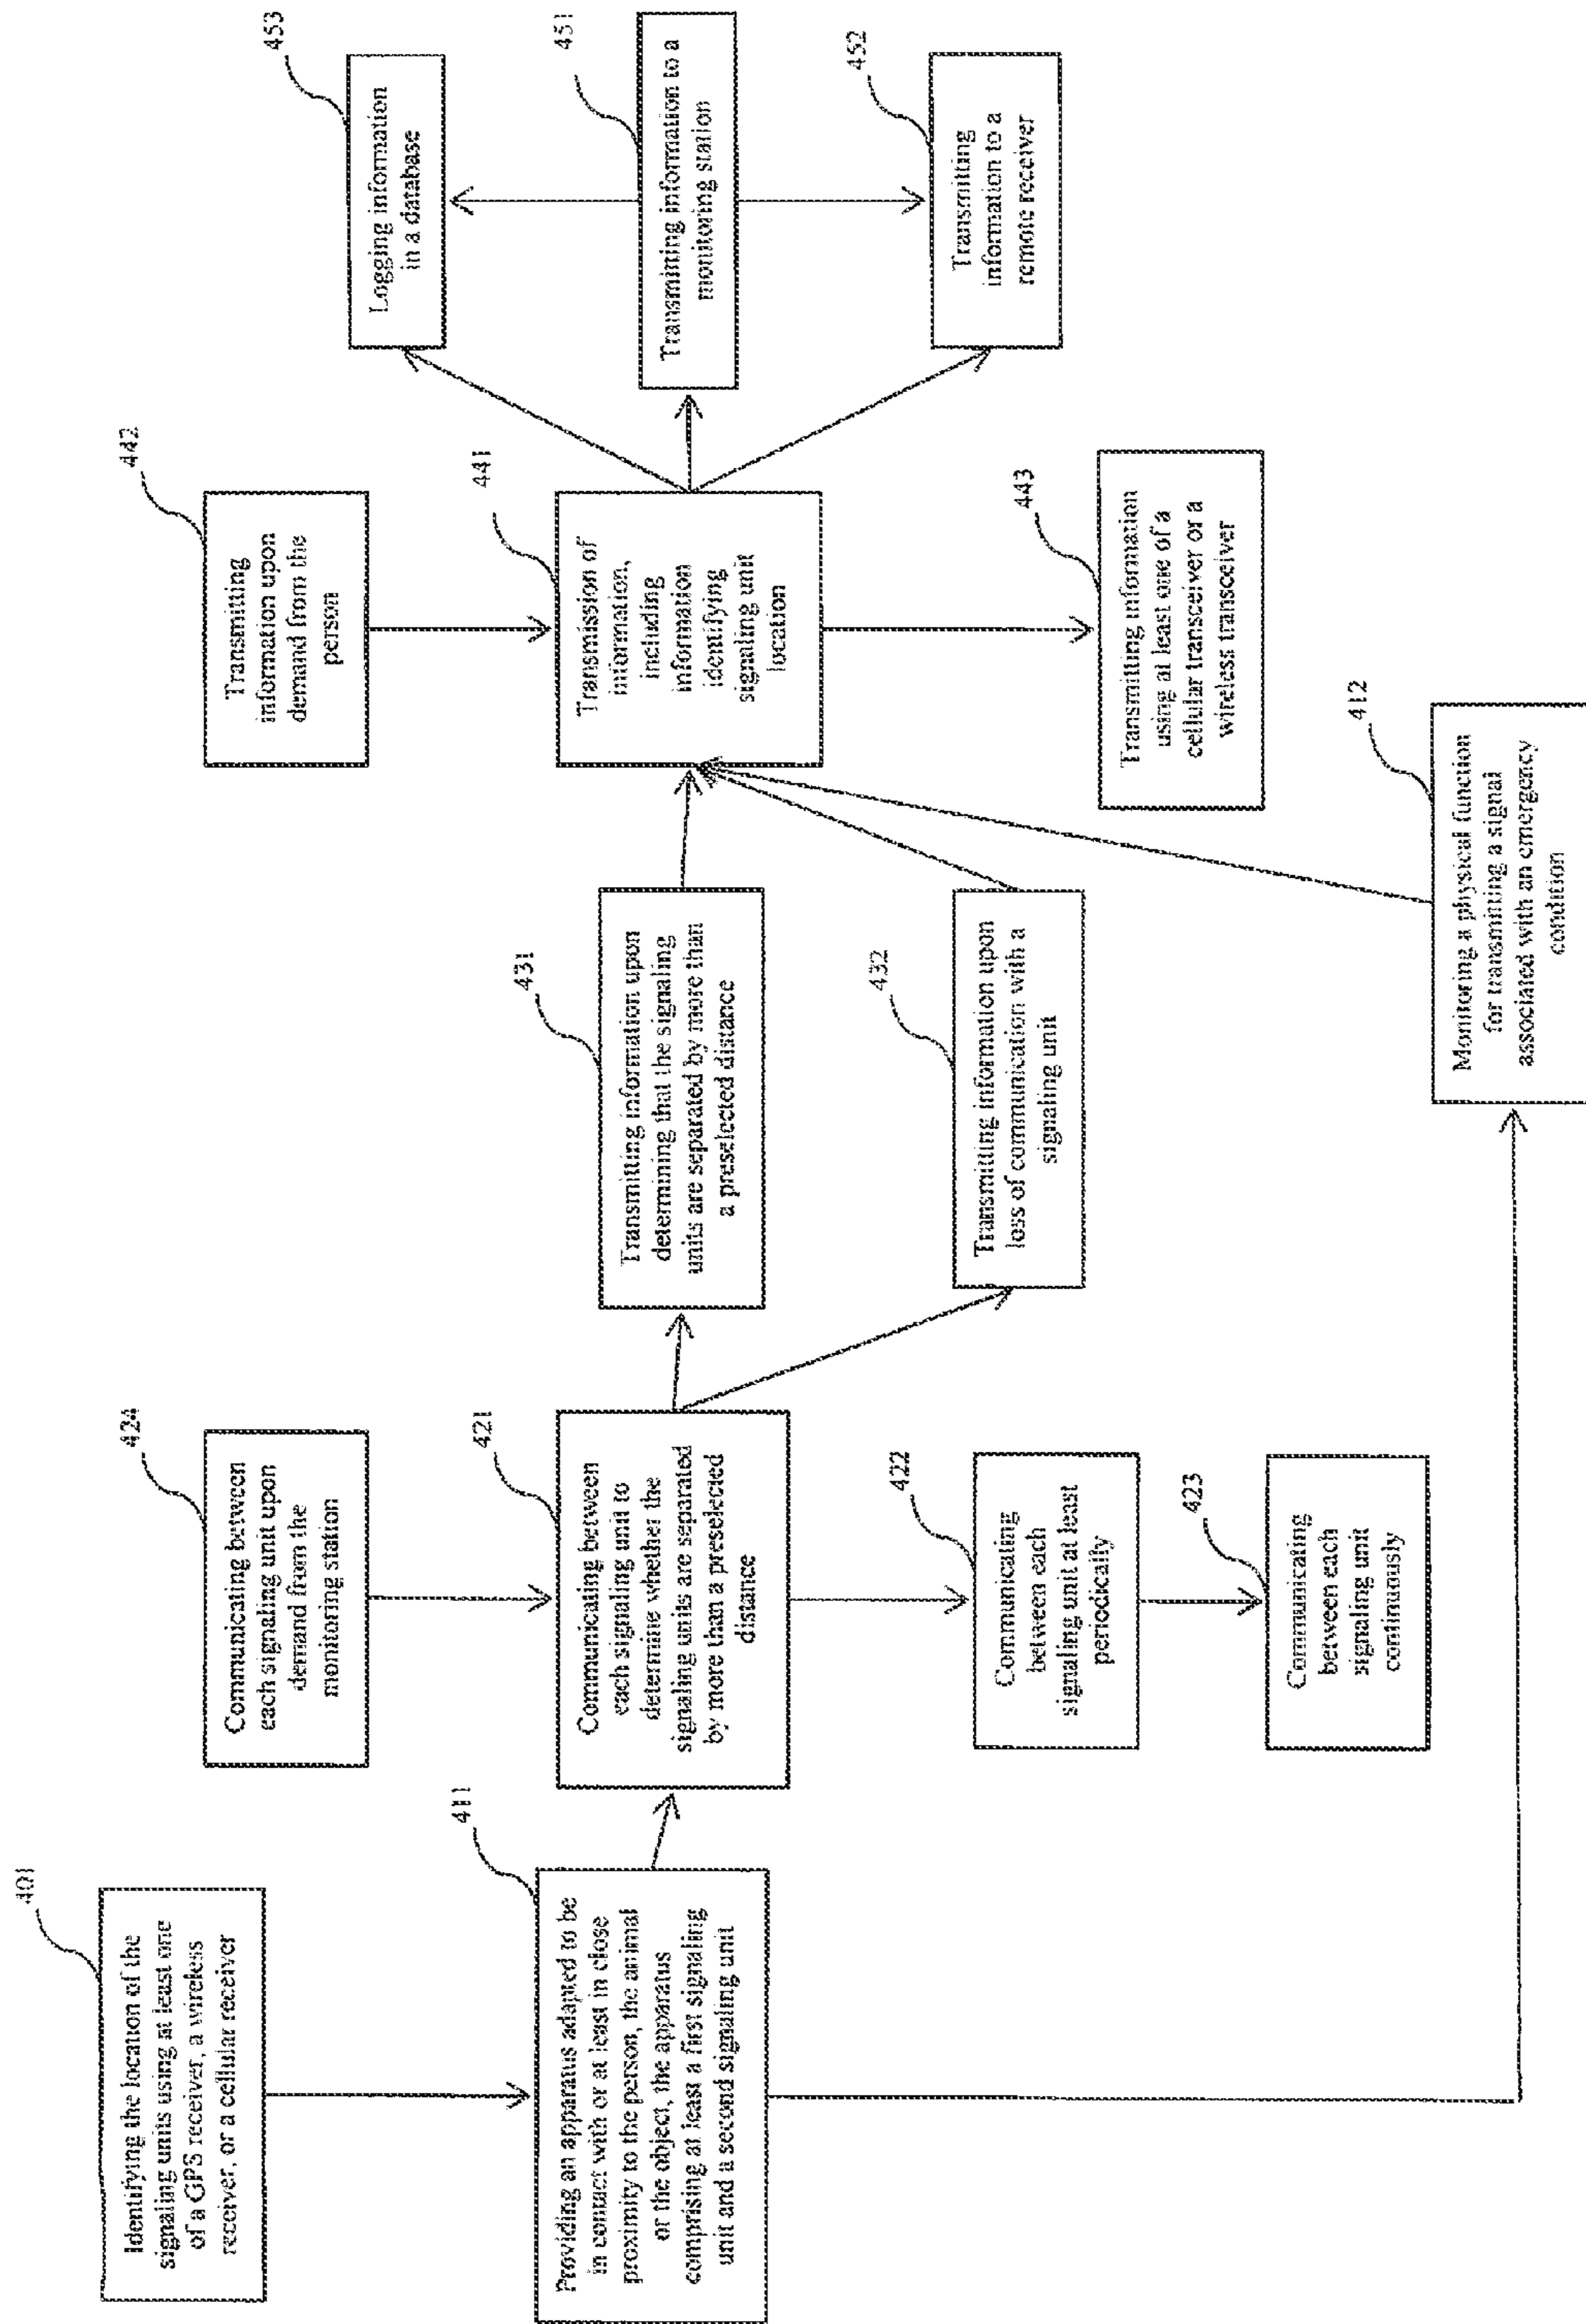 401
Identifying the location of the
signaling units using at least one
of a GPS receiver, a wireless
receiver, or a cellular receiver
411
Providing an apparatus adapted to be
in contact with or at least in close
proximity to the person, the animal
or the object, the apparatus
comprising at least a first signaling
unit and a second signaling unit
424
Communicating between
each signaling unit upon
demand from the
monitoring station
421
Communicating between
each signaling unit to
determine whether the
signaling units are separated
by more than a preselected
distance
422
Communicating
between each
signaling unit at least
periodically
423
Communicating
between each
signaling unit
continuously
431
Transmitting information upon
determining that the signaling
units are separated by more than
a preselected distance
432
Transmitting information upon
loss of communication with a
signaling unit
412
Monitoring a physical function
for transmitting a signal
associated with an emergency
condition
442
Transmitting
information upon
demand from the
person
441
Transmission of
information,
including
information
identifying
signaling unit
location
443
Transmitting information
using at least one of a
cellular transceiver or a
wireless transceiver
453
Logging information
in a database
451
Transmitting information to a
monitoring station
452
Transmitting
information to a
remote receiver